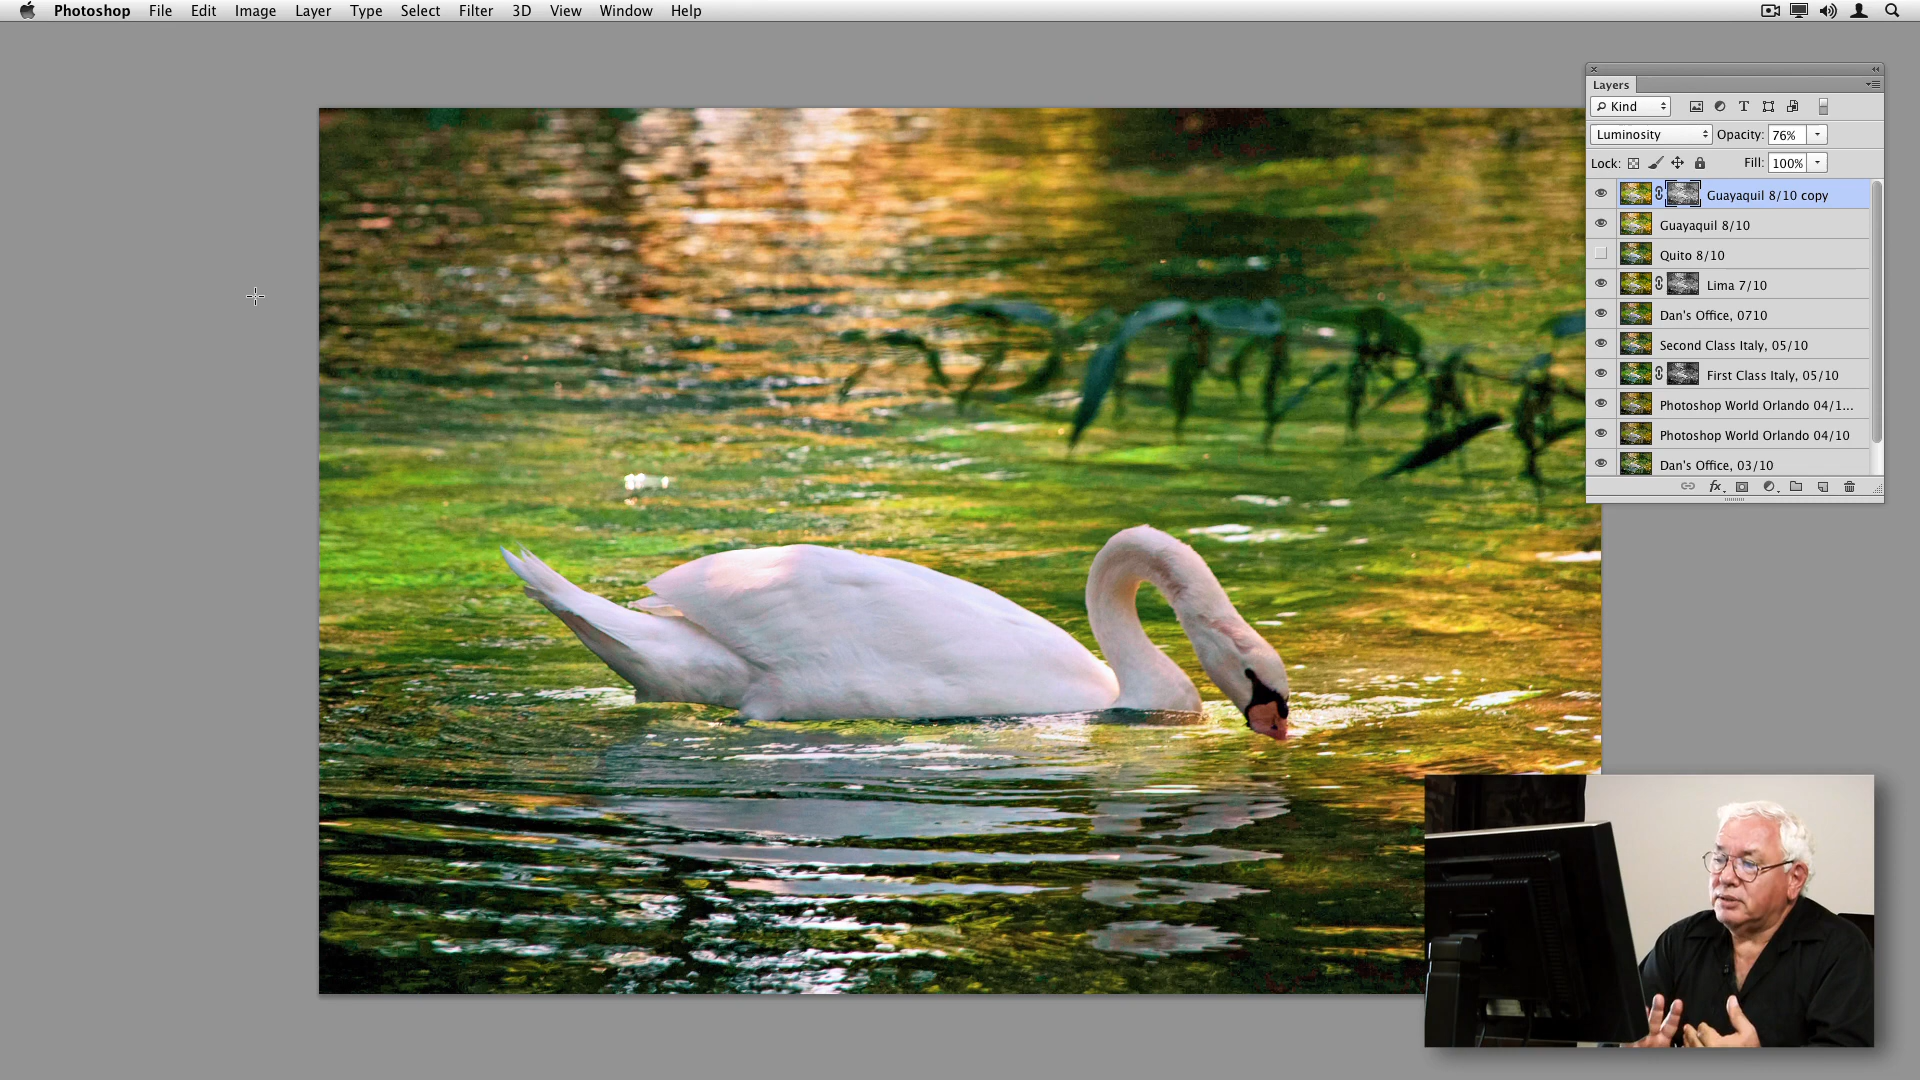 Photoshop File Edit Image Layer Type Select Filter 3D View Window Help
Layers
Kind
Luminosity Opacity: 76%
Lock: Fill: 100%
Guayaquil 8/10 copy
Guayaquil 8/10
Quito 8/10
Lima 7/10
Dan's Office, 0710
Second Class Italy, 05/10
First Class Italy, 05/10
Photoshop World Orlando 04/1...
Photoshop World Orlando 04/10
Dan's Office, 03/10